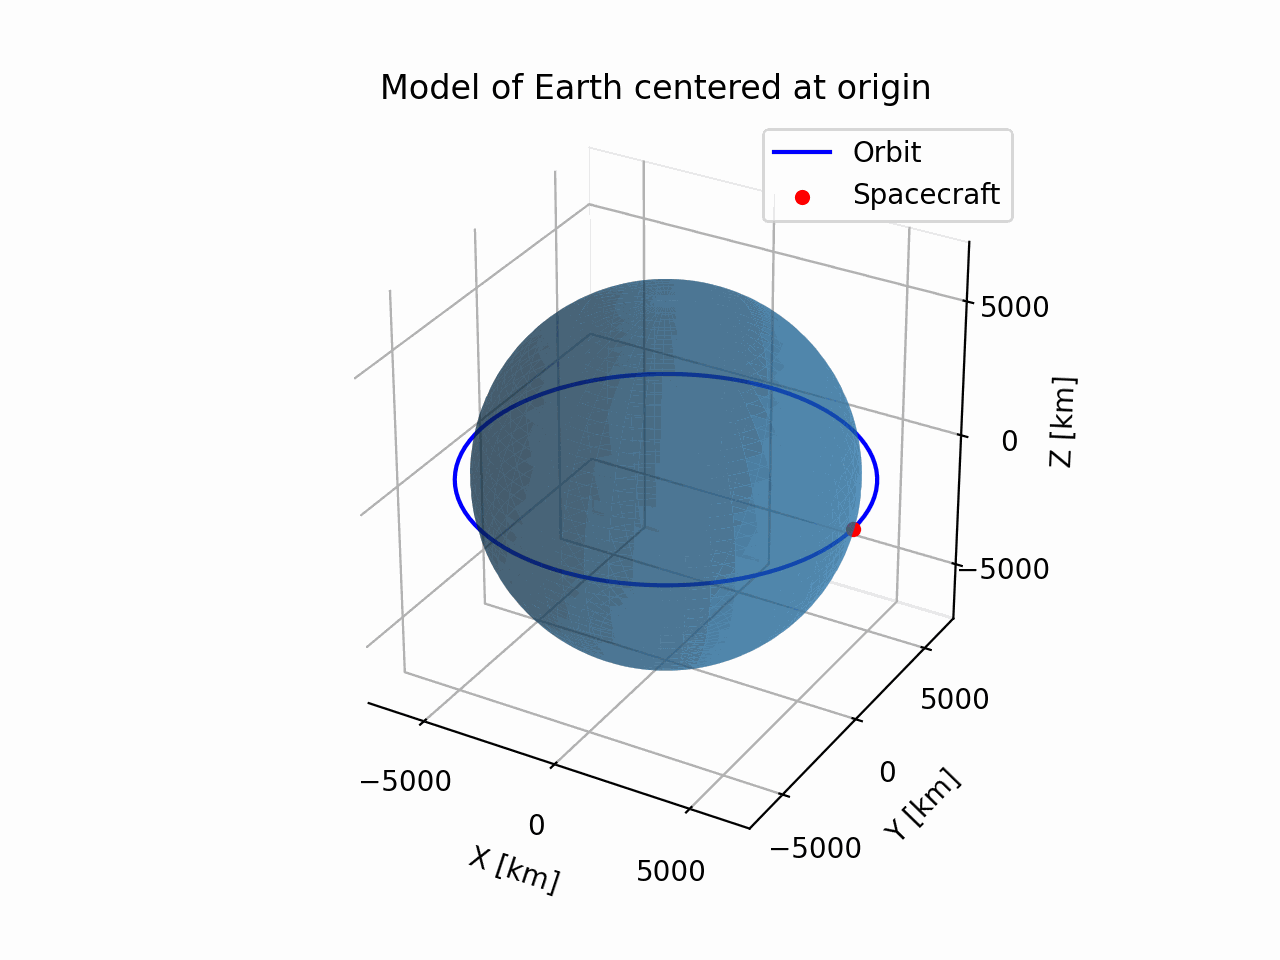 Model of Earth centered at origin
Orbit
Spacecraft
5000
0
−5000
Z [km]
5000
0
−5000
Y [km]
−5000
0
5000
X [km]